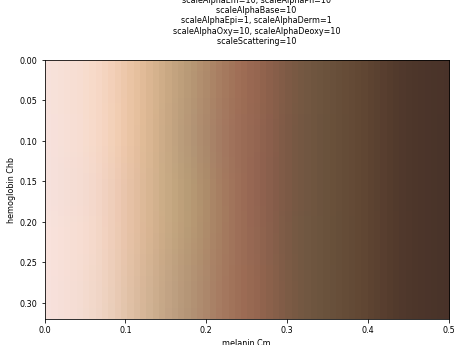 scaleAlphaBase=10
scaleAlphaEpi=1, scaleAlphaDerm=1
scaleAlphaOxy=10, scaleAlphaDeoxy=10
scaleScattering=10
0.00
0.05
0.10
0.15
0.20
0.25
0.30
hemoglobin Chb
0.0 0.1 0.2 0.3 0.4 0.5
melanin Cm